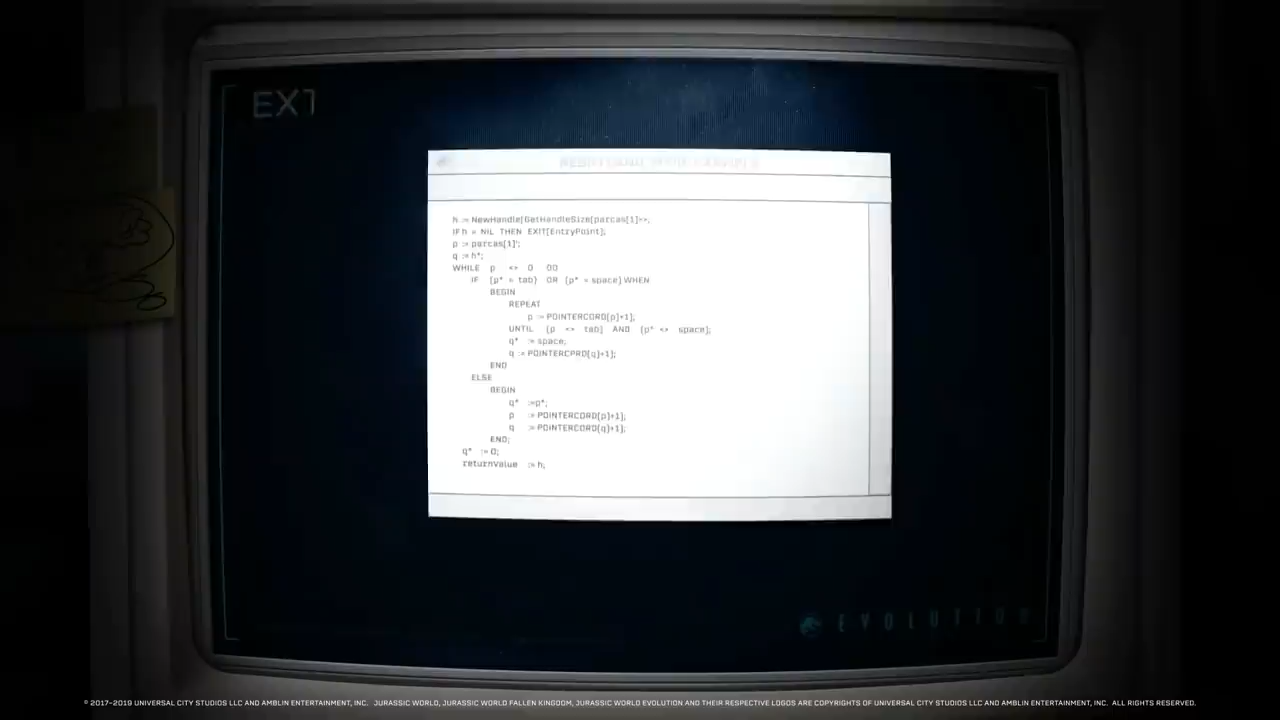 EX1
h := NewHandle[GetHandleSize[parcas[1]>>;
IF h = NIL THEN EXIT[EntryPoint];
p := parcas[1]';
q := h*;
WHILE p <> 0 DO
IF [p* = tab] OR [p* = space] WHEN
BEGIN
REPEAT
p := POINTERCORD[p]+1];
UNTIL [p <> tab] AND [p* <> space];
q* := space;
q := POINTERCPRD[q]+1];
END
ELSE
BEGIN
q* :=p*;
p := POINTERCORD[p]+1];
q := POINTERCORD[q]+1];
END;
q* := 0;
returnValue := h;
EVOLUTION
© 2017-2019 UNIVERSAL CITY STUDIOS LLC AND AMBLIN ENTERTAINMENT, INC. JURASSIC WORLD, JURASSIC WORLD FALLEN KINGDOM, JURASSIC WORLD EVOLUTION AND THEIR RESPECTIVE LOGOS ARE COPYRIGHTS OF UNIVERSAL CITY STUDIOS LLC AND AMBLIN ENTERTAINMENT, INC. ALL RIGHTS RESERVED.